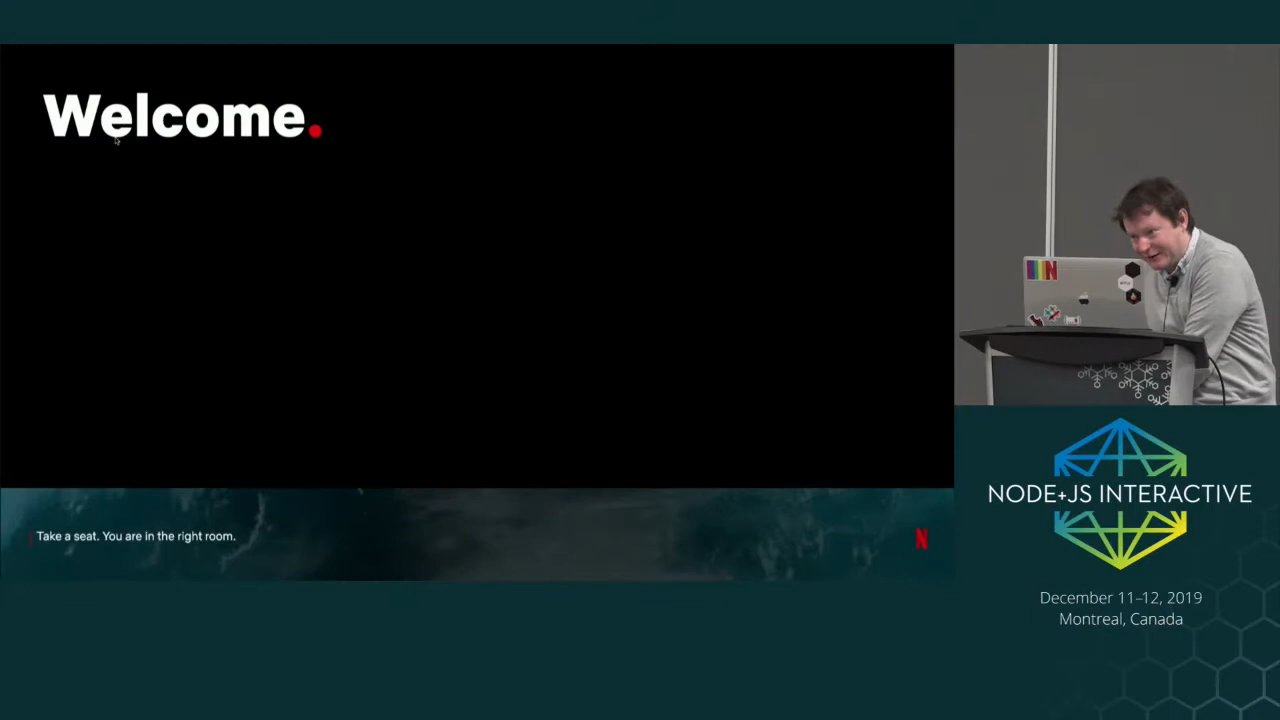 Welcome.
Take a seat. You are in the right room.
N
N
NODE+JS INTERACTIVE
December 11–12, 2019
Montreal, Canada